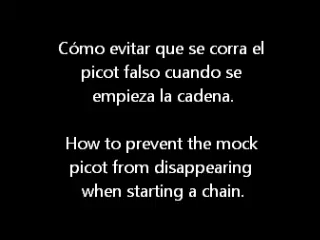 Cómo evitar que se corra el
picot falso cuando se
empieza la cadena.
How to prevent the mock
picot from disappearing
when starting a chain.